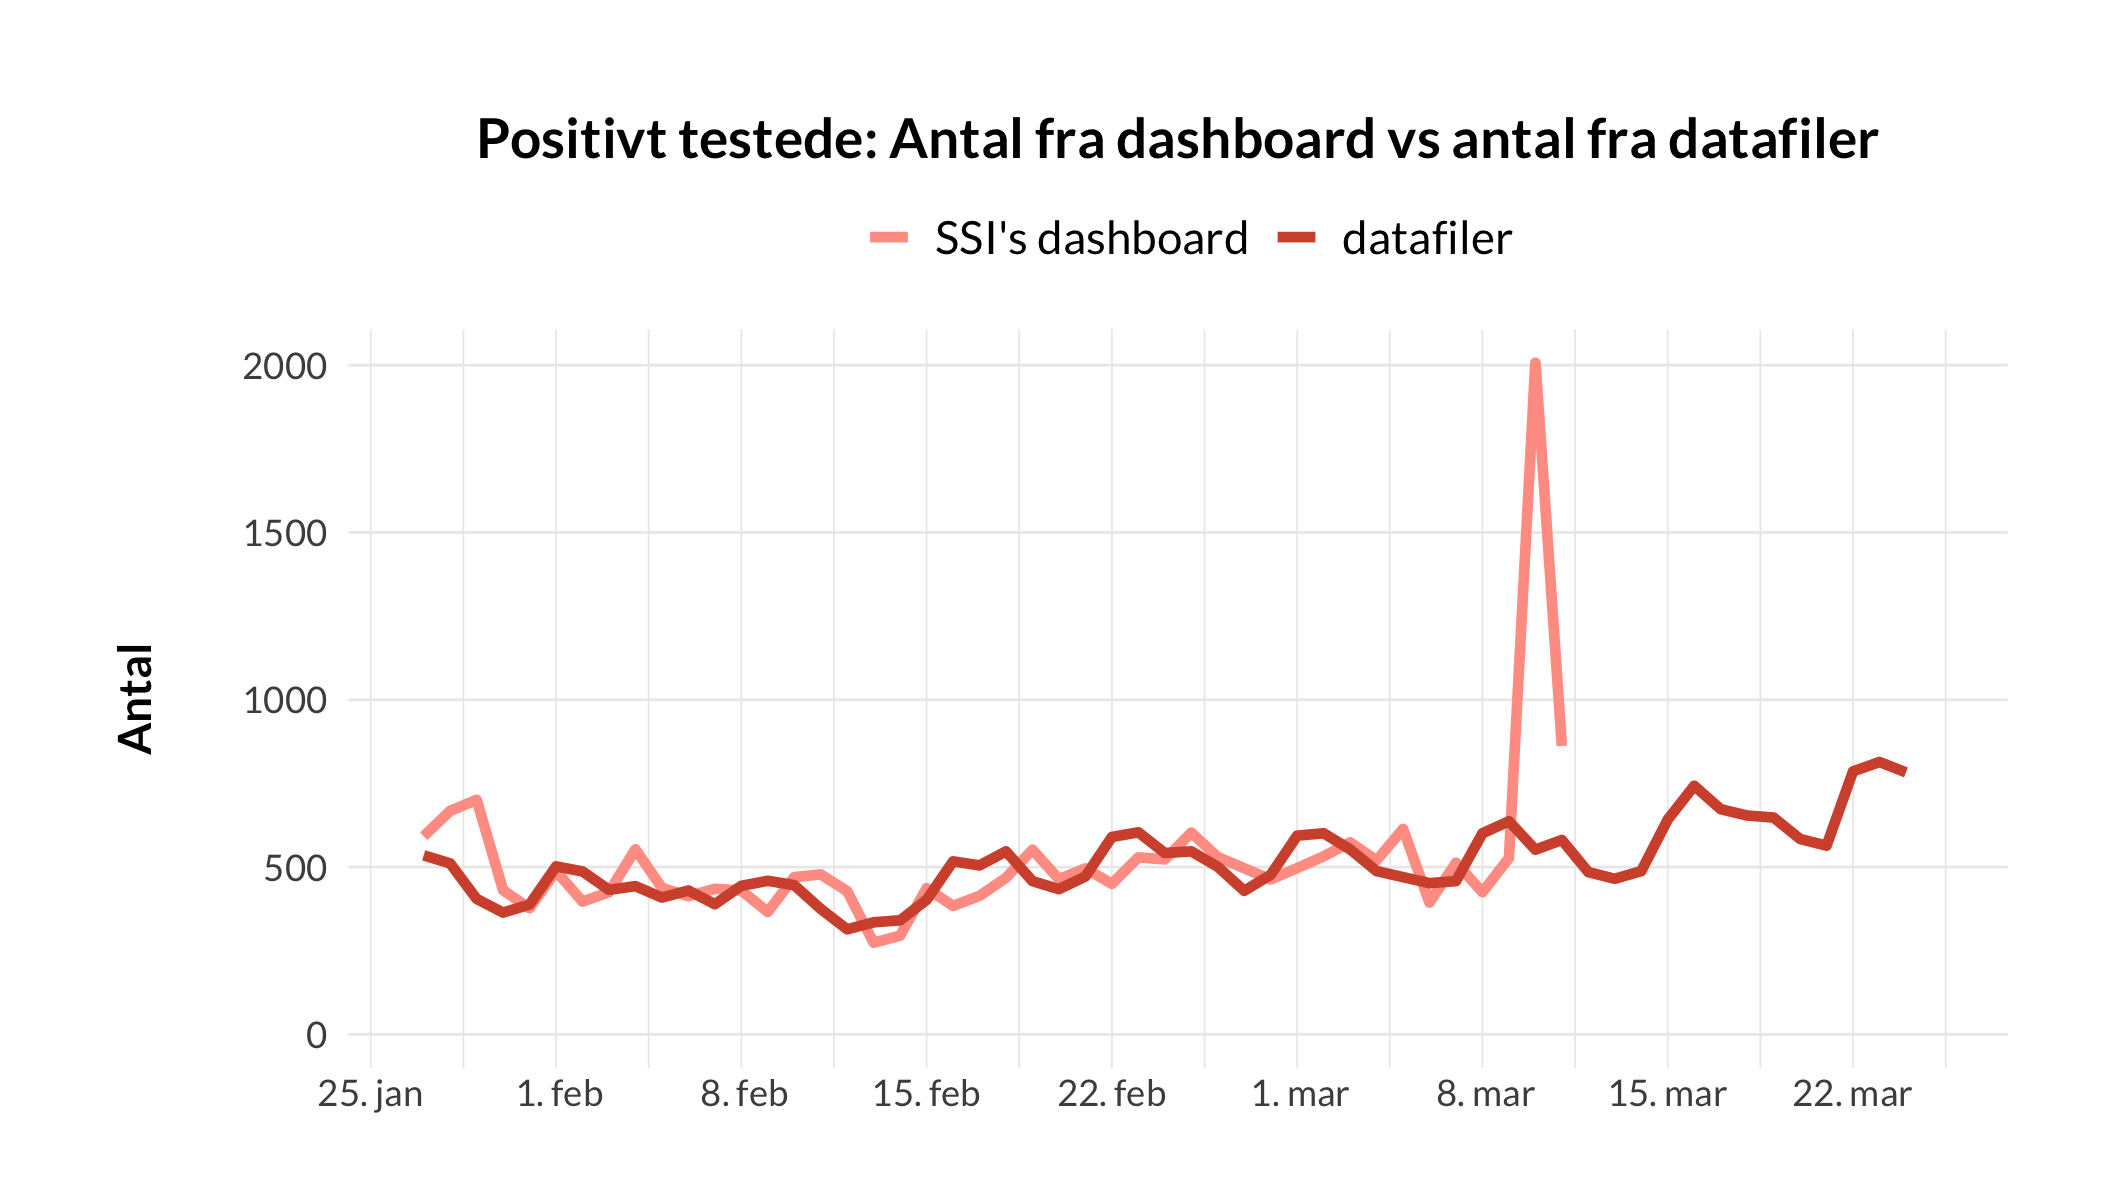 Positivt testede: Antal fra dashboard vs antal fra datafiler
SSI's dashboard datafiler
Antal
2000
1500
1000
500
0
25. jan 1. feb 8. feb 15. feb 22. feb 1. mar 8. mar 15. mar 22. mar